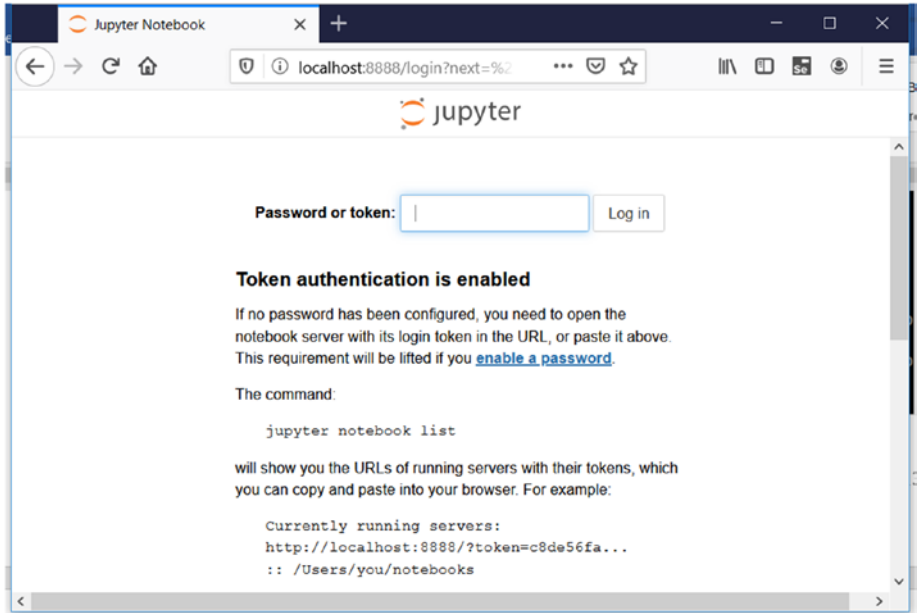 Jupyter Notebook
localhost:8888/login?next=%2
jupyter
Password or token:
Log in
Token authentication is enabled
If no password has been configured, you need to open the
notebook server with its login token in the URL, or paste it above.
This requirement will be lifted if you enable a password.
The command:
jupyter notebook list
will show you the URLs of running servers with their tokens, which
you can copy and paste into your browser. For example:
Currently running servers:
http://localhost:8888/?token=c8de56fa...
:: /Users/you/notebooks